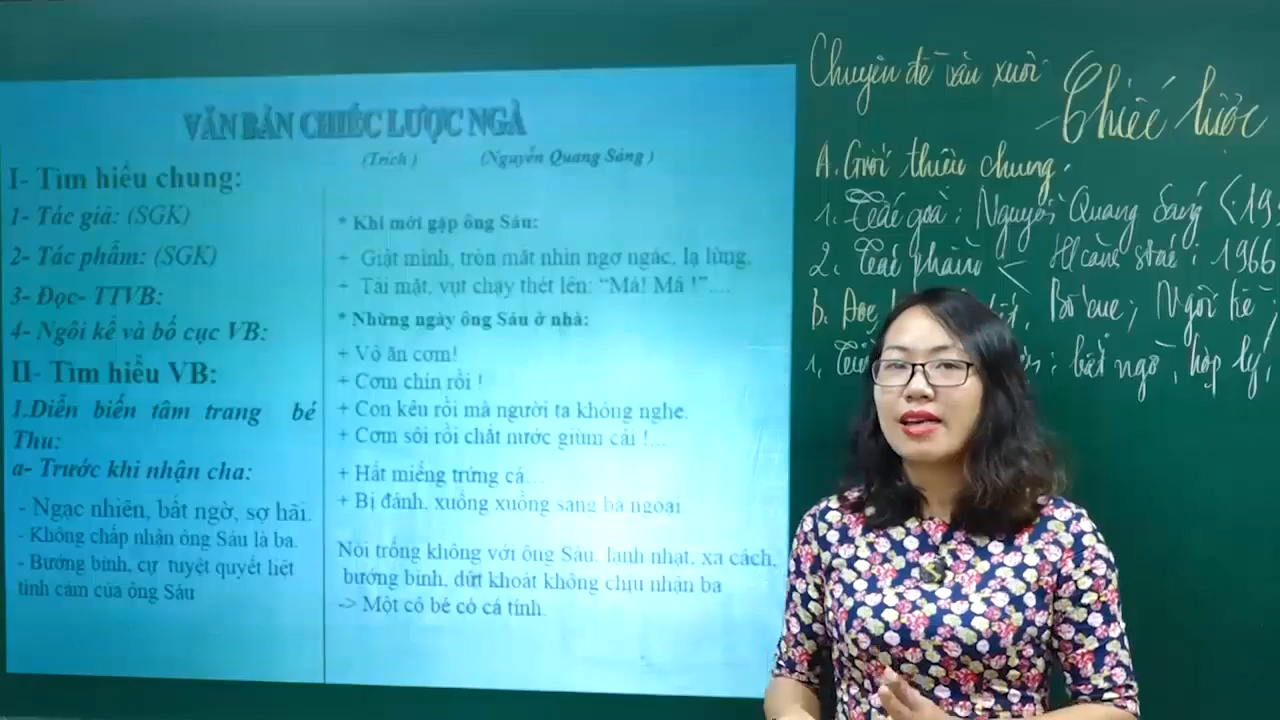 VĂN BẢN CHIẾC LƯỢC NGÀ
(Trích) (Nguyễn Quang Sáng)
I- Tìm hiểu chung:
1- Tác giả: (SGK)
2- Tác phẩm: (SGK)
3- Đọc- TTVB:
4- Ngôi kể và bố cục VB:
II- Tìm hiểu VB:
1.Diễn biến tâm trang bé
Thu:
a- Trước khi nhận cha:
- Ngạc nhiên, bất ngờ, sợ hãi.
- Không chấp nhận ông Sáu là ba.
- Bướng bỉnh, cự tuyệt quyết liệt
tình cảm của ông Sáu
* Khi mới gặp ông Sáu:
+ Giật mình, tròn mắt nhìn ngơ ngác, lạ lùng.
+ Tái mặt, vụt chạy thét lên: “Má! Má !”....
* Những ngày ông Sáu ở nhà:
+ Vô ăn cơm!
+ Cơm chín rồi !
+ Con kêu rồi mà người ta không nghe.
+ Cơm sôi rồi chắt nước giùm cái !...
+ Hất miếng trứng cá...
+ Bị đánh, xuống xuồng sang bà ngoại
Nói trống không với ông Sáu, lạnh nhạt, xa cách,
bướng bỉnh, dứt khoát không chịu nhận ba
-> Một cô bé có cá tính.
Chuyên đề văn xuôi
Chiếc lược
A. Giới thiệu chung.
1. Tác giả: Nguyễn Quang Sáng (19
2. Tác phẩm < H cảnh stác: 1966
B. Đọc Bố cục; Ngôi kể;
1, bất ngờ, hợp lý,